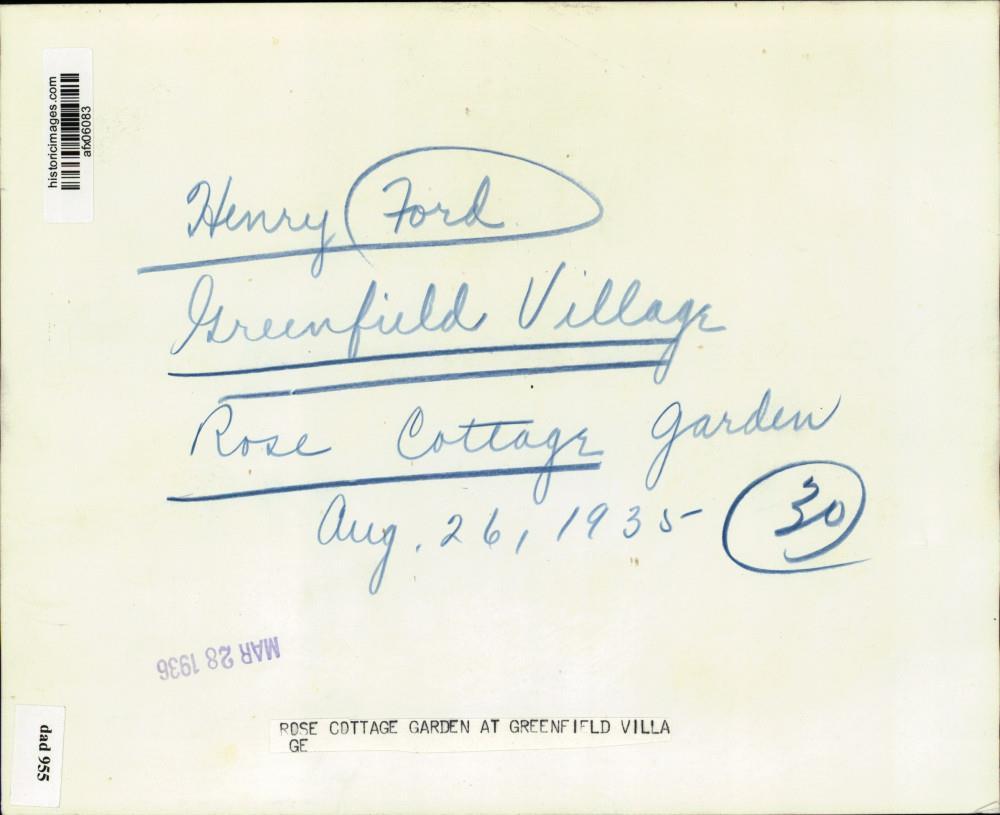 historicimages.com
afx06083
Henry Ford
Greenfield Village
Rose Cottage Garden
Aug. 26, 1935
30
MAR 28 1936
ROSE COTTAGE GARDEN AT GREENFIELD VILLA
GE
dad 955